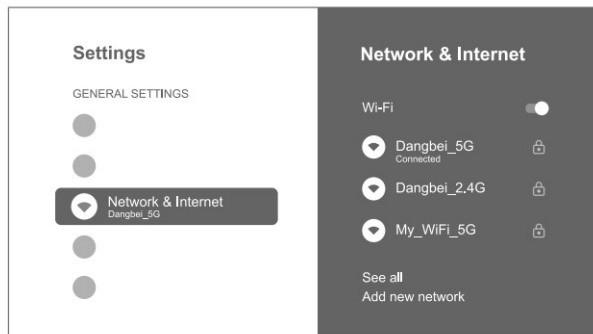 Settings
GENERAL SETTINGS
Network & Internet
Dangbei_5G
Network & Internet
Wi-Fi
Dangbei_5G
Connected
Dangbei_2.4G
My_WiFi_5G
See all
Add new network